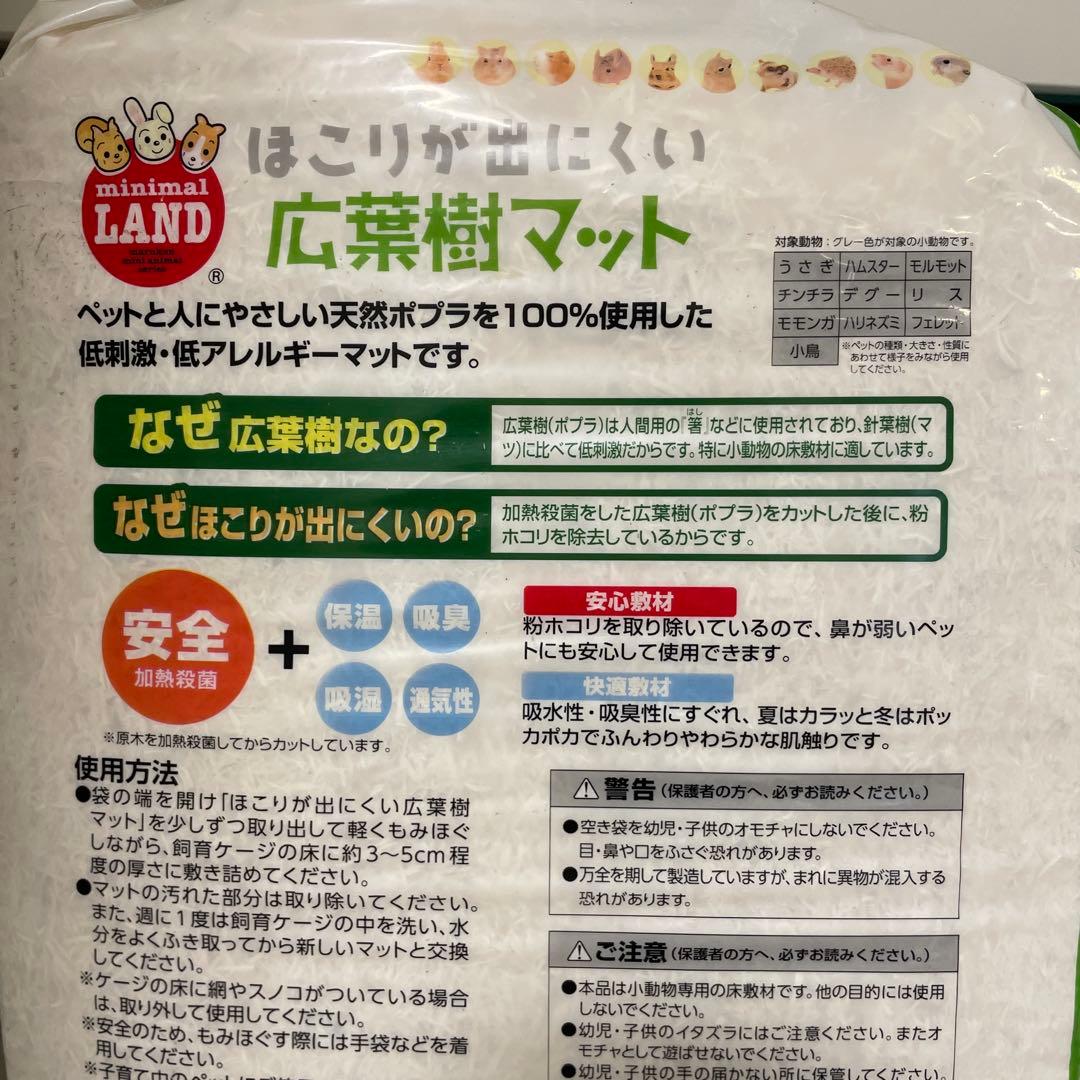 minimal
LAND
marukan
mini animal
series
®
ほこりが出にくい
広葉樹マット
ペットと人にやさしい天然ポプラを100%使用した
低刺激・低アレルギーマットです。
対象動物：グレー色が対象の小動物です。
うさぎ ハムスター モルモット
チンチラ デグー リス
モモンガ ハリネズミ フェレット
小鳥
※ペットの種類・大きさ・性質に
あわせて様子をみながら使用
してください。
なぜ広葉樹なの?
広葉樹(ポプラ)は人間用の『箸』などに使用されており、針葉樹(マ
はし
ツ)に比べて低刺激だからです。特に小動物の床敷材に適しています。
なぜほこりが出にくいの?
加熱殺菌をした広葉樹(ポプラ)をカットした後に、粉
ホコリを除去しているからです。
安全
加熱殺菌
+
保温
吸臭
吸湿
通気性
※原木を加熱殺菌してからカットしています。
安心敷材
粉ホコリを取り除いているので、鼻が弱いペッ
トにも安心して使用できます。
快適敷材
吸水性・吸臭性にすぐれ、夏はカラッと冬はポッ
カポカでふんわりやわらかな肌触りです。
使用方法
●袋の端を開け「ほこりが出にくい広葉樹
マット」を少しずつ取り出して軽くもみほぐ
しながら、飼育ケージの床に約3〜5cm程
度の厚さに敷き詰めてください。
●マットの汚れた部分は取り除いてください。
また、週に1度は飼育ケージの中を洗い、水
分をよくふき取ってから新しいマットと交換
してください。
※ケージの床に網やスノコがついている場合
は、取り外して使用してください。
※安全のため、もみほぐす際には手袋などを着
用してください。
※子育て中のペットに
⚠警告(保護者の方へ、必ずお読みください。)
●空き袋を幼児・子供のオモチャにしないでください。
目・鼻や口をふさぐ恐れがあります。
●万全を期して製造していますが、まれに異物が混入する
恐れがあります。
⚠ご注意(保護者の方へ、必ずお読みください。)
●本品は小動物専用の床敷材です。他の目的には使用
しないでください。
●幼児・子供のイタズラにはご注意ください。またオ
モチャとして遊ばせないでください。
●幼児・子供の手の届かない所に保管してください。